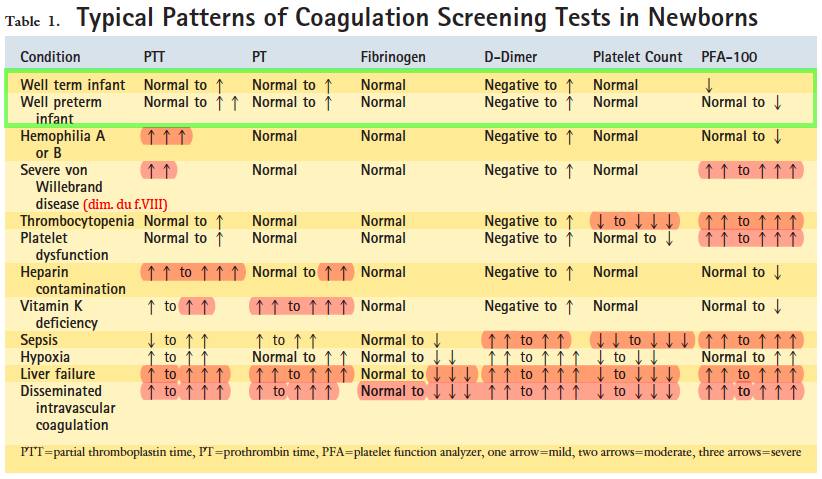 Table 1. Typical Patterns of Coagulation Screening Tests in Newborns
Condition PTT PT Fibrinogen D-Dimer Platelet Count PFA-100
Well term infant Normal to ↑ Normal to ↑ Normal Negative to ↑ Normal ↓
Well preterm Normal to ↑ ↑ Normal to ↑ Normal Negative to ↑ Normal Normal to ↓
infant
Hemophilia A ↑ ↑ ↑ Normal Normal Negative to ↑ Normal Normal to ↓
or B
Severe von ↑ ↑ Normal Normal Negative to ↑ Normal ↑ ↑ to ↑ ↑ ↑
Willebrand
disease (dim. du f.VIII)
Thrombocytopenia Normal to ↑ Normal Normal Negative to ↑ ↓ to ↓ ↓ ↓ ↑ ↑ to ↑ ↑ ↑
Platelet Normal to ↑ Normal Normal Negative to ↑ Normal to ↓ ↑ ↑ to ↑ ↑ ↑
dysfunction
Heparin ↑ ↑ to ↑ ↑ ↑ Normal to ↑ ↑ Normal Negative to ↑ Normal Normal to ↓
contamination
Vitamin K ↑ to ↑ ↑ ↑ ↑ to ↑ ↑ ↑ Normal Negative to ↑ Normal Normal to ↓
deficiency
Sepsis ↓ to ↑ ↑ ↑ to ↑ ↑ Normal to ↓ ↑ ↑ to ↑ ↑ ↓ ↓ to ↓ ↓ ↓ ↑ ↑ to ↑ ↑ ↑
Hypoxia ↑ to ↑ ↑ Normal to ↑ ↑ Normal to ↓ ↓ ↑ ↑ to ↑ ↑ ↑ ↓ to ↓ ↓ Normal to ↑ ↑
Liver failure ↑ to ↑ ↑ ↑ ↑ ↑ to ↑ ↑ ↑ Normal to ↓ ↓ ↓ ↑ ↑ to ↑ ↑ ↑ ↓ to ↓ ↓ ↓ ↑ ↑ to ↑ ↑ ↑
Disseminated ↑ to ↑ ↑ ↑ ↑ to ↑ ↑ ↑ Normal to ↓ ↓ ↓ ↑ ↑ to ↑ ↑ ↑ ↓ to ↓ ↓ ↓ ↑ ↑ to ↑ ↑ ↑
intravascular
coagulation
PTT=partial thromboplastin time, PT=prothrombin time, PFA=platelet function analyzer, one arrow=mild, two arrows=moderate, three arrows=severe